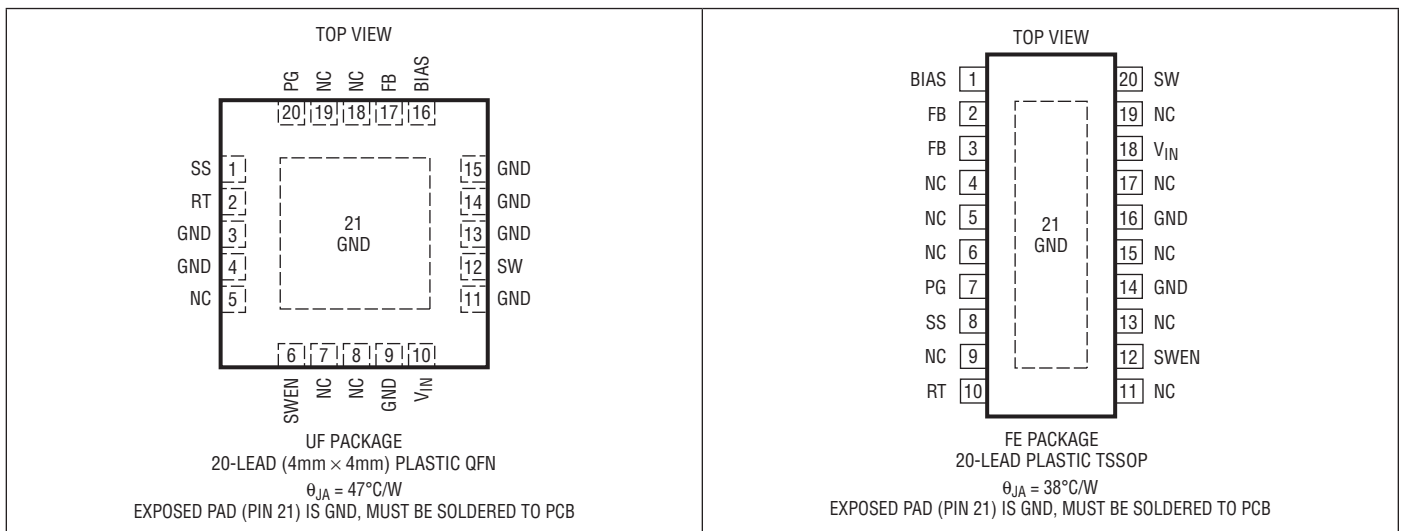 TOP VIEW
PG NC NC FB BIAS
20 19 18 17 16
SS 1
RT 2
GND 3
GND 4
NC 5
21
GND
15 GND
14 GND
13 GND
12 SW
11 GND
6 7 8 9 10
SWEN NC NC GND VIN
UF PACKAGE
20-LEAD (4mm × 4mm) PLASTIC QFN
θJA = 47°C/W
EXPOSED PAD (PIN 21) IS GND, MUST BE SOLDERED TO PCB
TOP VIEW
BIAS 1
FB 2
FB 3
NC 4
NC 5
NC 6
PG 7
SS 8
NC 9
RT 10
21
GND
20 SW
19 NC
18 VIN
17 NC
16 GND
15 NC
14 GND
13 NC
12 SWEN
11 NC
FE PACKAGE
20-LEAD PLASTIC TSSOP
θJA = 38°C/W
EXPOSED PAD (PIN 21) IS GND, MUST BE SOLDERED TO PCB